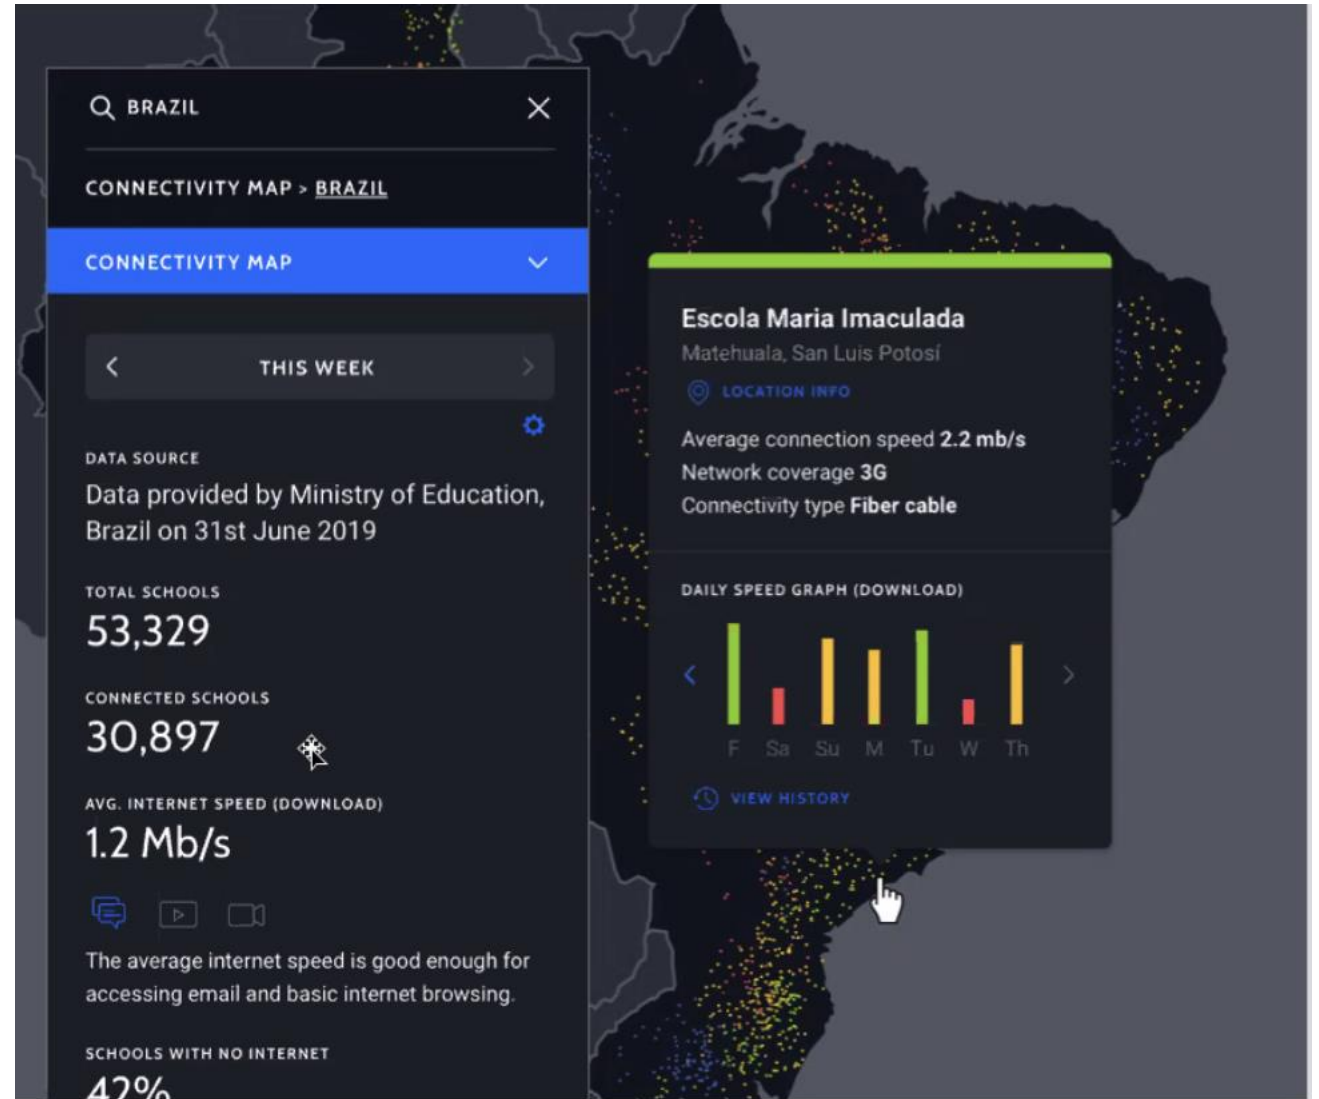 BRAZIL
CONNECTIVITY MAP > BRAZIL
CONNECTIVITY MAP
THIS WEEK
DATA SOURCE
Data provided by Ministry of Education,
Brazil on 31st June 2019
TOTAL SCHOOLS
53,329
CONNECTED SCHOOLS
30,897
AVG. INTERNET SPEED (DOWNLOAD)
1.2 Mb/s
The average internet speed is good enough for
accessing email and basic internet browsing.
SCHOOLS WITH NO INTERNET
42%
Escola Maria Imaculada
Matehuala, San Luis Potosí
LOCATION INFO
Average connection speed 2.2 mb/s
Network coverage 3G
Connectivity type Fiber cable
DAILY SPEED GRAPH (DOWNLOAD)
F Sa Su M Tu W Th
VIEW HISTORY